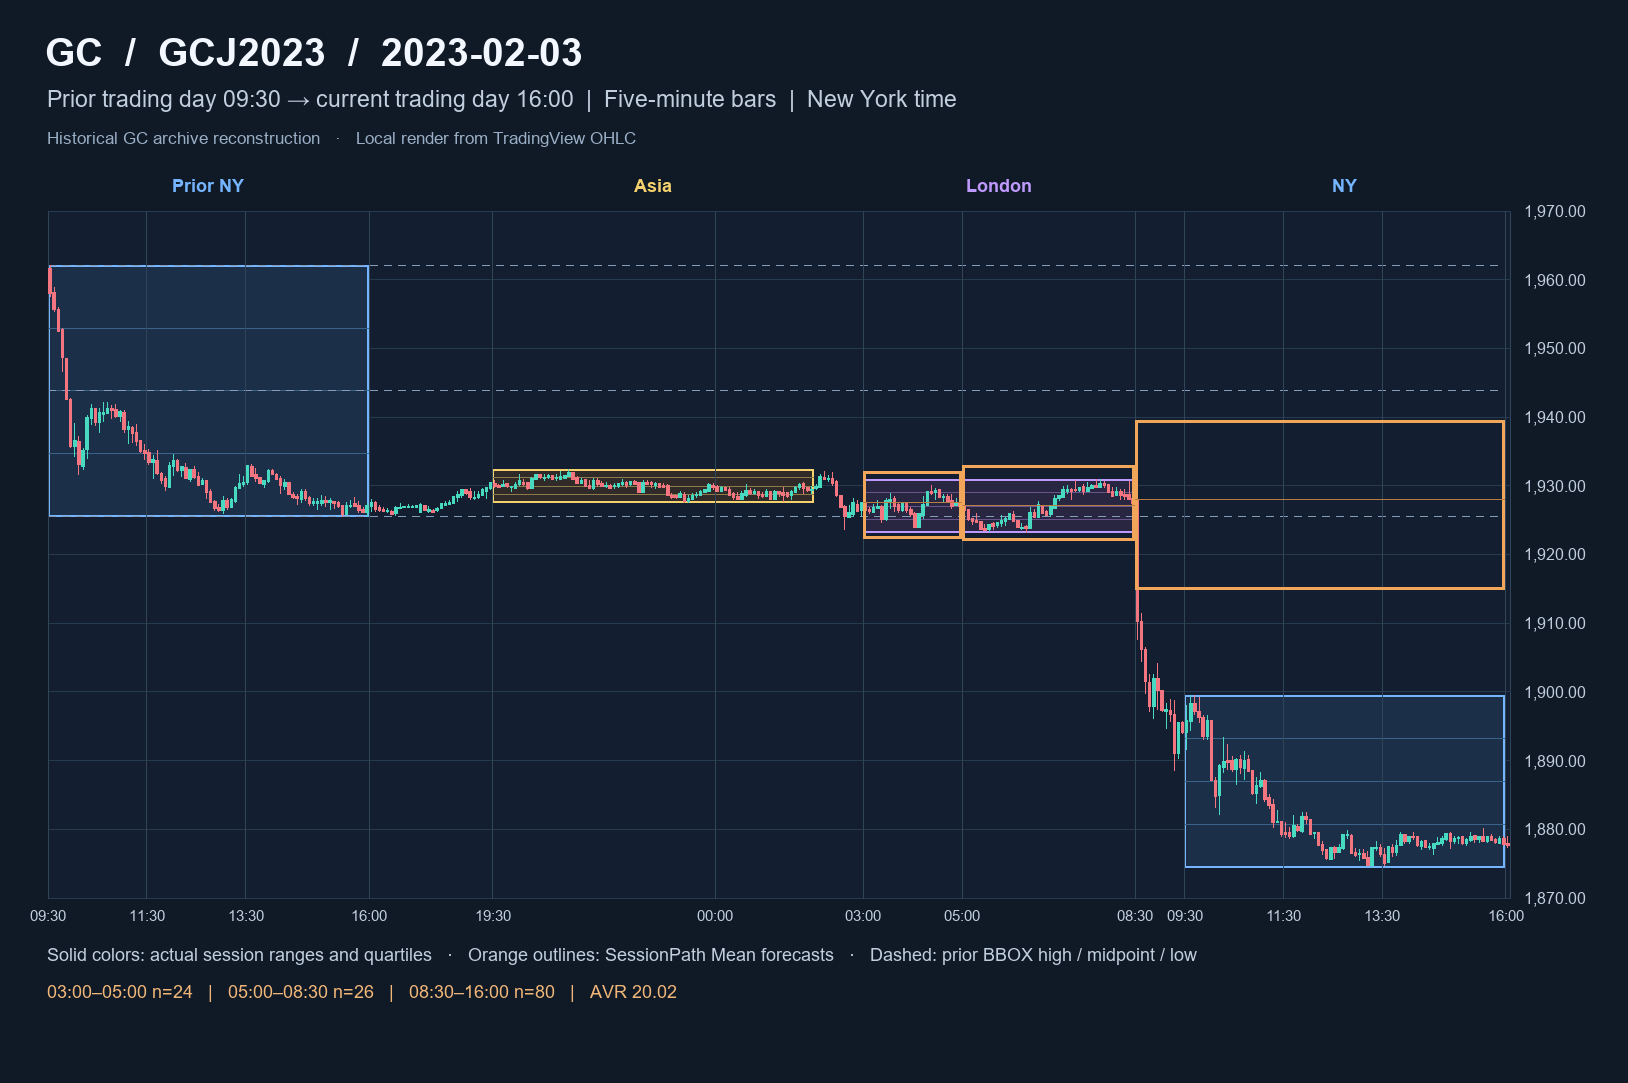 GC / GCJ2023 / 2023-02-03
Prior trading day 09:30 → current trading day 16:00 | Five-minute bars | New York time
Historical GC archive reconstruction · Local render from TradingView OHLC
Prior NY Asia London NY
1,970.00
1,960.00
1,950.00
1,940.00
1,930.00
1,920.00
1,910.00
1,900.00
1,890.00
1,880.00
1,870.00
09:30 11:30 13:30 16:00 19:30 00:00 03:00 05:00 08:30 09:30 11:30 13:30 16:00
Solid colors: actual session ranges and quartiles · Orange outlines: SessionPath Mean forecasts · Dashed: prior BBOX high / midpoint / low
03:00–05:00 n=24 | 05:00–08:30 n=26 | 08:30–16:00 n=80 | AVR 20.02